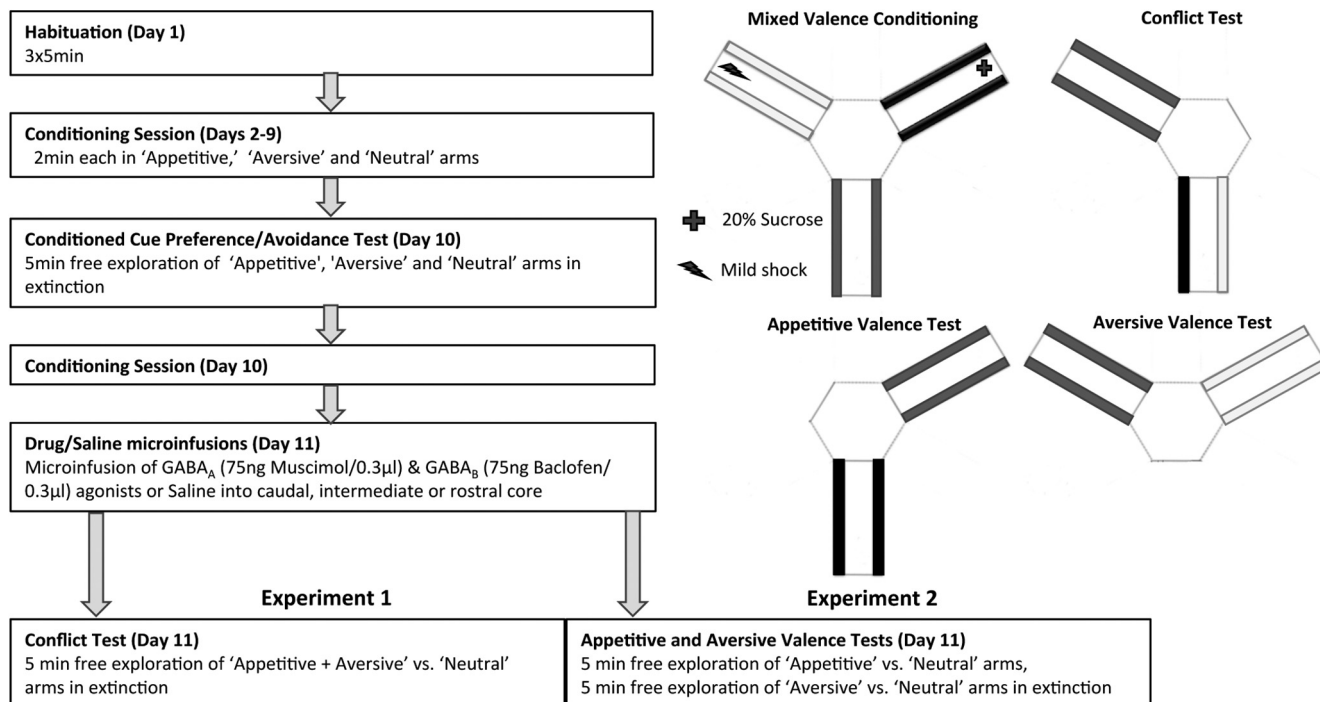 Habituation (Day 1)
3x5min
Conditioning Session (Days 2-9)
2min each in ‘Appetitive,’ ‘Aversive’ and ‘Neutral’ arms
Conditioned Cue Preference/Avoidance Test (Day 10)
5min free exploration of ‘Appetitive', 'Aversive’ and ‘Neutral’ arms in
extinction
Conditioning Session (Day 10)
Drug/Saline microinfusions (Day 11)
Microinfusion of GABA_A (75ng Muscimol/0.3µl) & GABA_B (75ng Baclofen/
0.3µl) agonists or Saline into caudal, intermediate or rostral core
Mixed Valence Conditioning
Conflict Test
20% Sucrose
Mild shock
Appetitive Valence Test
Aversive Valence Test
Experiment 1
Conflict Test (Day 11)
5 min free exploration of ‘Appetitive + Aversive’ vs. ‘Neutral’
arms in extinction
Experiment 2
Appetitive and Aversive Valence Tests (Day 11)
5 min free exploration of ‘Appetitive’ vs. ‘Neutral’ arms,
5 min free exploration of ‘Aversive’ vs. ‘Neutral’ arms in extinction